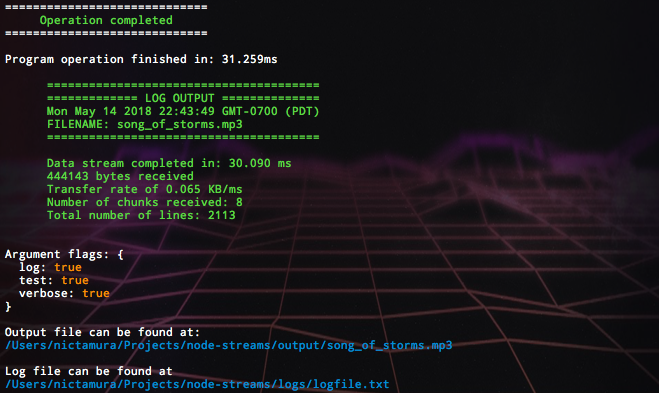 =============================
Operation completed
=============================
Program operation finished in: 31.259ms
=======================================
============= LOG OUTPUT ==============
Mon May 14 2018 22:43:49 GMT-0700 (PDT)
FILENAME: song_of_storms.mp3
=======================================
Data stream completed in: 30.090 ms
444143 bytes received
Transfer rate of 0.065 KB/ms
Number of chunks received: 8
Total number of lines: 2113
Argument flags: {
log: true
test: true
verbose: true
}
Output file can be found at:
/Users/nictamura/Projects/node-streams/output/song_of_storms.mp3
Log file can be found at
/Users/nictamura/Projects/node-streams/logs/logfile.txt